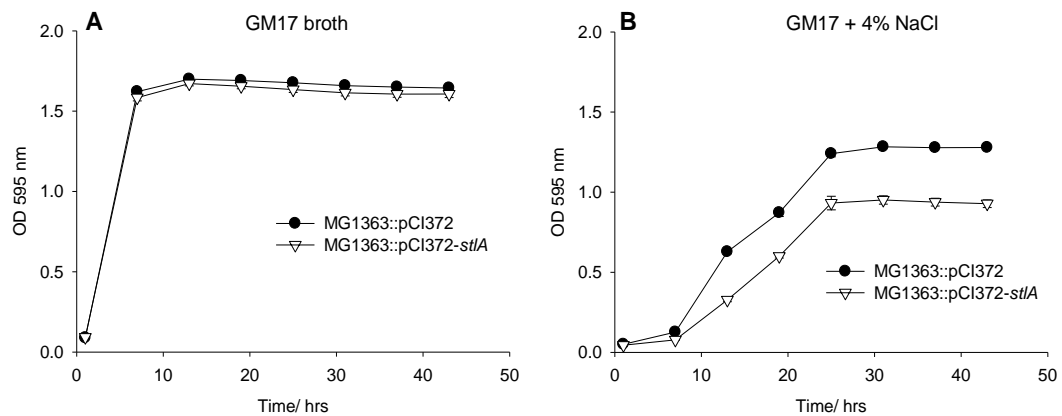 A
GM17 broth
2.0
1.5
1.0
0.5
0.0
OD 595 nm
MG1363::pCI372
MG1363::pCI372-stlA
0
10
20
30
40
50
Time/ hrs
B
GM17 + 4% NaCl
2.0
1.5
1.0
0.5
0.0
OD 595 nm
MG1363::pCI372
MG1363::pCI372-stlA
0
10
20
30
40
50
Time/ hrs